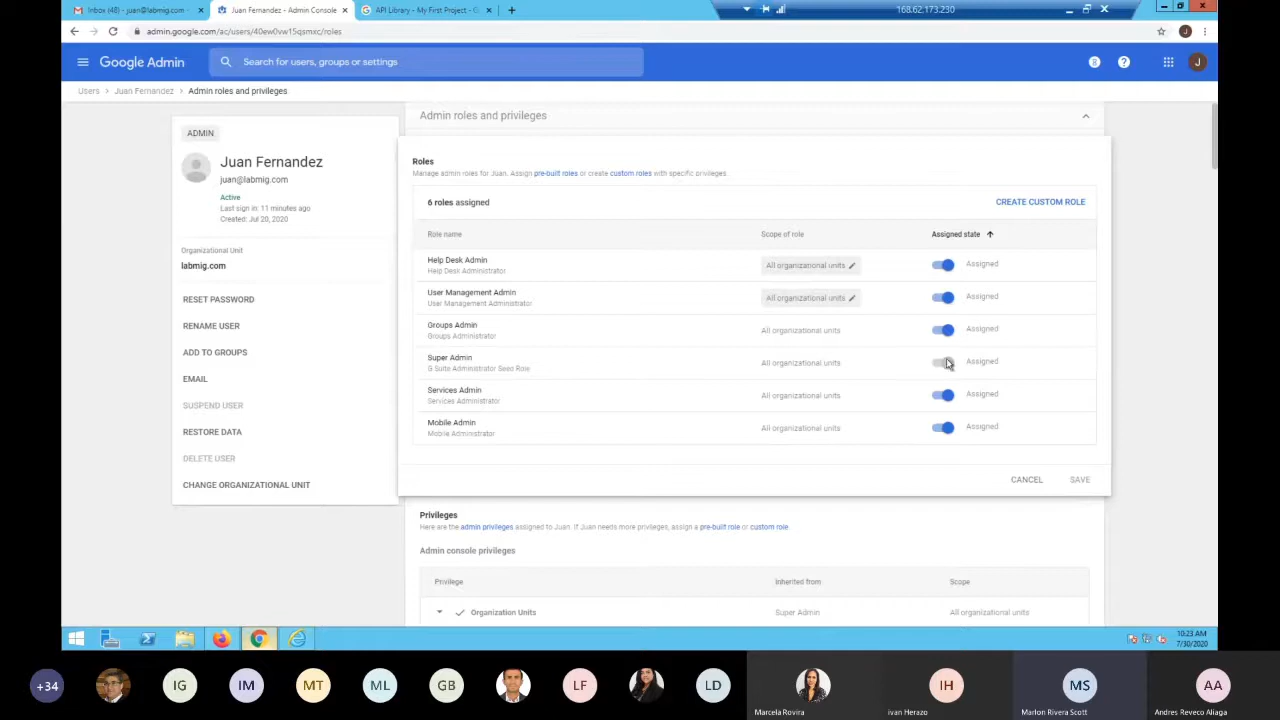 Inbox (48) - juan@labmig.com -
Juan Fernandez - Admin Console
API Library - My First Project - G
168.62.173.230
admin.google.com/ac/users/40ew0vw15qsmxc/roles
J
Google Admin
Search for users, groups or settings
J
Users > Juan Fernandez > Admin roles and privileges
Admin roles and privileges
ADMIN
Juan Fernandez
juan@labmig.com
Active
Last sign in: 11 minutes ago
Created: Jul 20, 2020
Organizational Unit
labmig.com
RESET PASSWORD
RENAME USER
ADD TO GROUPS
EMAIL
SUSPEND USER
RESTORE DATA
DELETE USER
CHANGE ORGANIZATIONAL UNIT
Roles
Manage admin roles for Juan. Assign pre-built roles or create custom roles with specific privileges.
6 roles assigned
CREATE CUSTOM ROLE
Role name Scope of role Assigned state
Help Desk Admin
Help Desk Administrator
All organizational units Assigned
User Management Admin
User Management Administrator
All organizational units Assigned
Groups Admin
Groups Administrator
All organizational units Assigned
Super Admin
G Suite Administrator Seed Role
All organizational units Assigned
Services Admin
Services Administrator
All organizational units Assigned
Mobile Admin
Mobile Administrator
All organizational units Assigned
CANCEL SAVE
Privileges
Here are the admin privileges assigned to Juan. If Juan needs more privileges, assign a pre-built role or custom role
Admin console privileges
Privilege Inherited from Scope
Organization Units Super Admin All organizational units
10:23 AM
7/30/2020
+34
IG
IM
MT
ML
GB
LF
LD
IH
MS
AA
Marcela Rovira
ivan Herazo
Marlon Rivera Scott
Andres Reveco Aliaga